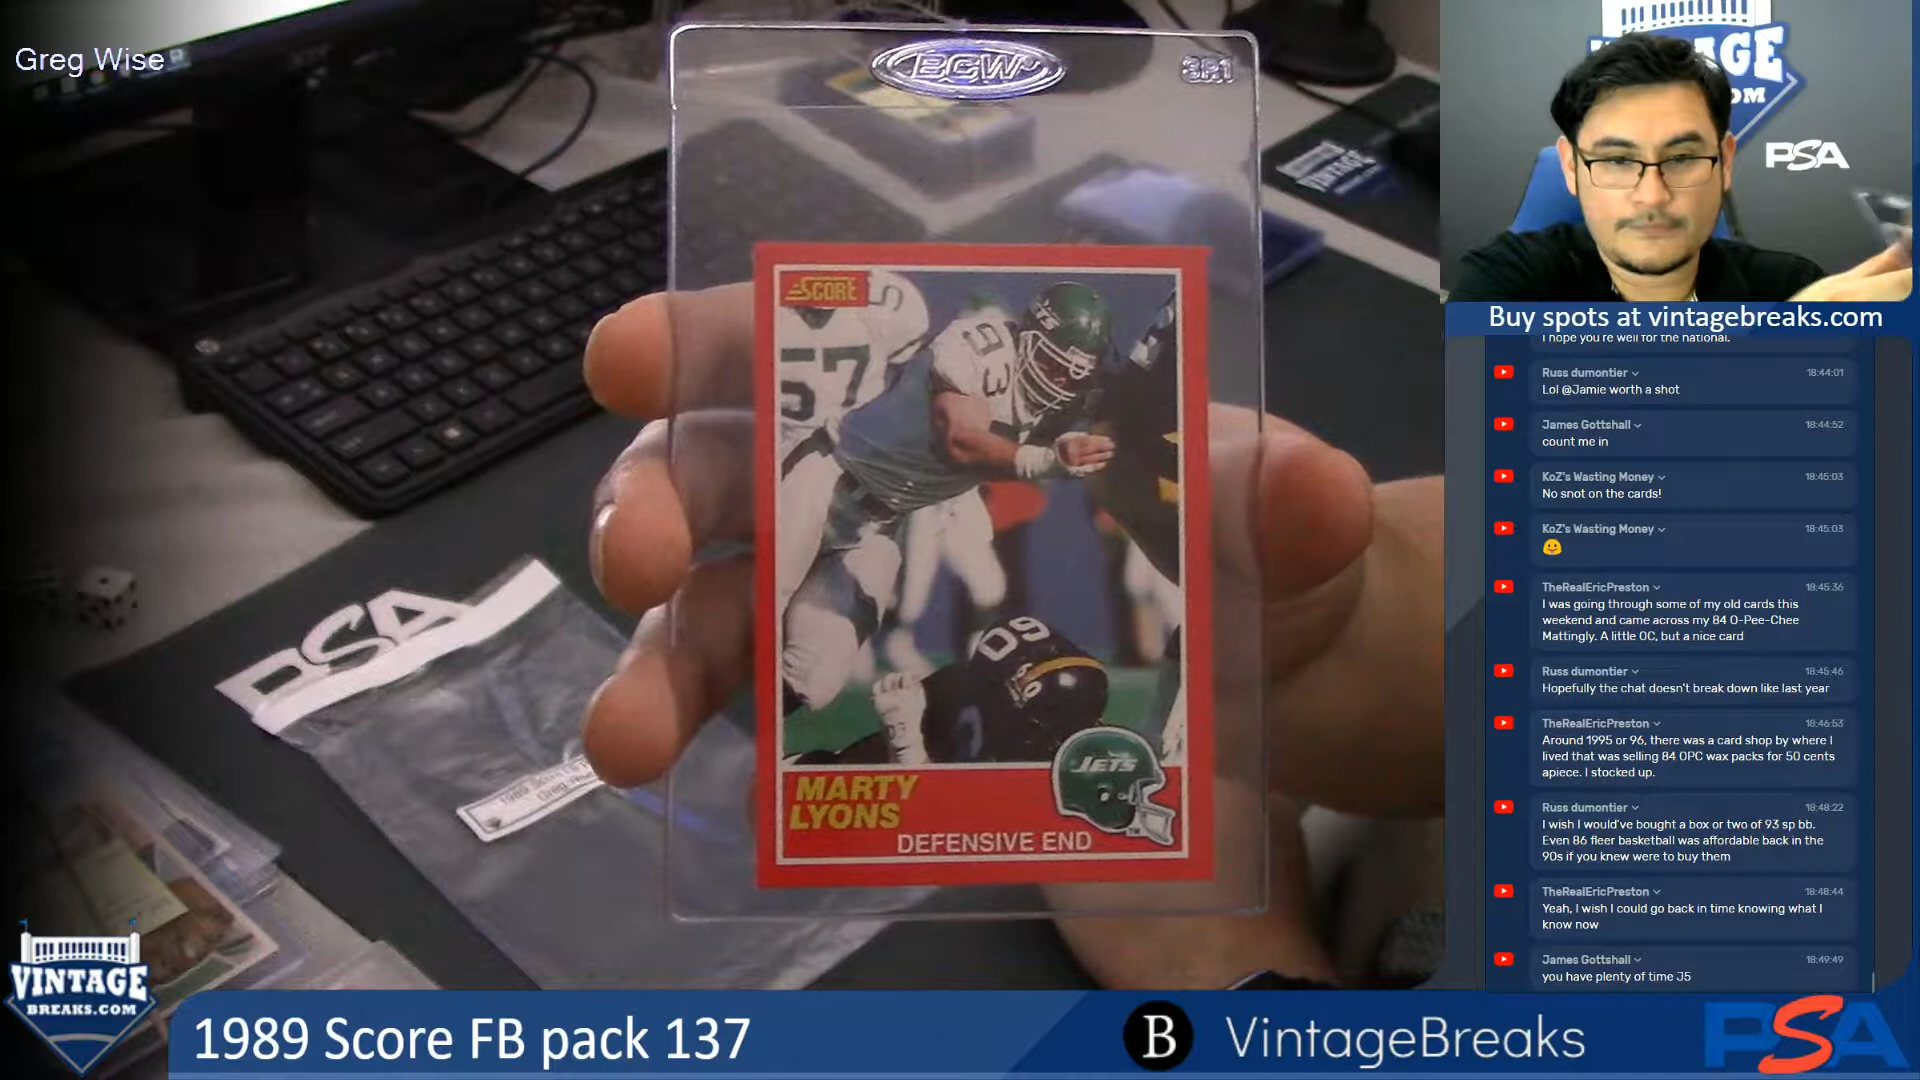 Greg Wise
BCW
3R1
SCORE
57
93
JETS
60
60
MARTY
LYONS
DEFENSIVE END
PSA
VINTAGE
BREAKS.COM
1989 Score FB pack 137
B VintageBreaks
PSA
PSA
Buy spots at vintagebreaks.com
I hope you're well for the national.
Russ dumontier 18:44:01
Lol @Jamie worth a shot
James Gottshall 18:44:52
count me in
KoZ's Wasting Money 18:45:03
No snot on the cards!
KoZ's Wasting Money 18:45:03
TheRealEricPreston 18:45:36
I was going through some of my old cards this
weekend and came across my 84 O-Pee-Chee
Mattingly. A little OC, but a nice card
Russ dumontier 18:45:46
Hopefully the chat doesn't break down like last year
TheRealEricPreston 18:46:53
Around 1995 or 96, there was a card shop by where I
lived that was selling 84 OPC wax packs for 50 cents
apiece. I stocked up.
Russ dumontier 18:48:22
I wish I would've bought a box or two of 93 sp bb.
Even 86 fleer basketball was affordable back in the
90s if you knew were to buy them
TheRealEricPreston 18:48:44
Yeah, I wish I could go back in time knowing what I
know now
James Gottshall 18:49:49
you have plenty of time J5